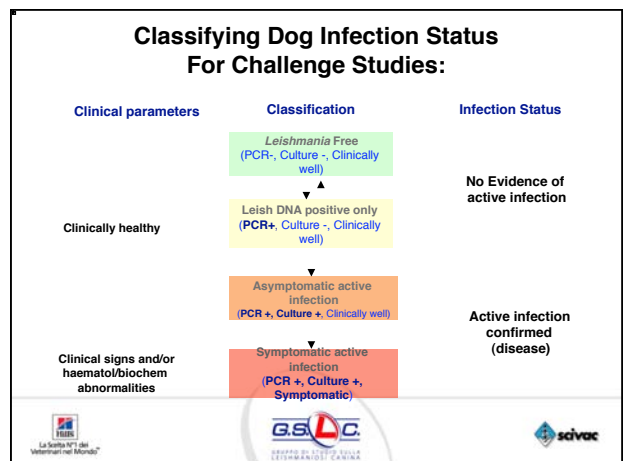 Classifying Dog Infection Status
For Challenge Studies:
Clinical parameters
Classification
Infection Status
Leishmania Free
(PCR-, Culture -, Clinically
well)
No Evidence of
active infection
Clinically healthy
Leish DNA positive only
(PCR+, Culture -, Clinically
well)
Asymptomatic active
infection
(PCR +, Culture +, Clinically well)
Active infection
confirmed
(disease)
Clinical signs and/or
haematol/biochem
abnormalities
Symptomatic active
infection
(PCR +, Culture +,
Symptomatic)
Hill's
La Scelta N°1 dei
Veterinari nel Mondo™
G.S.L.C.
GRUPPO DI STUDIO SULLA
LEISHMANIOSI CANINA
scivac